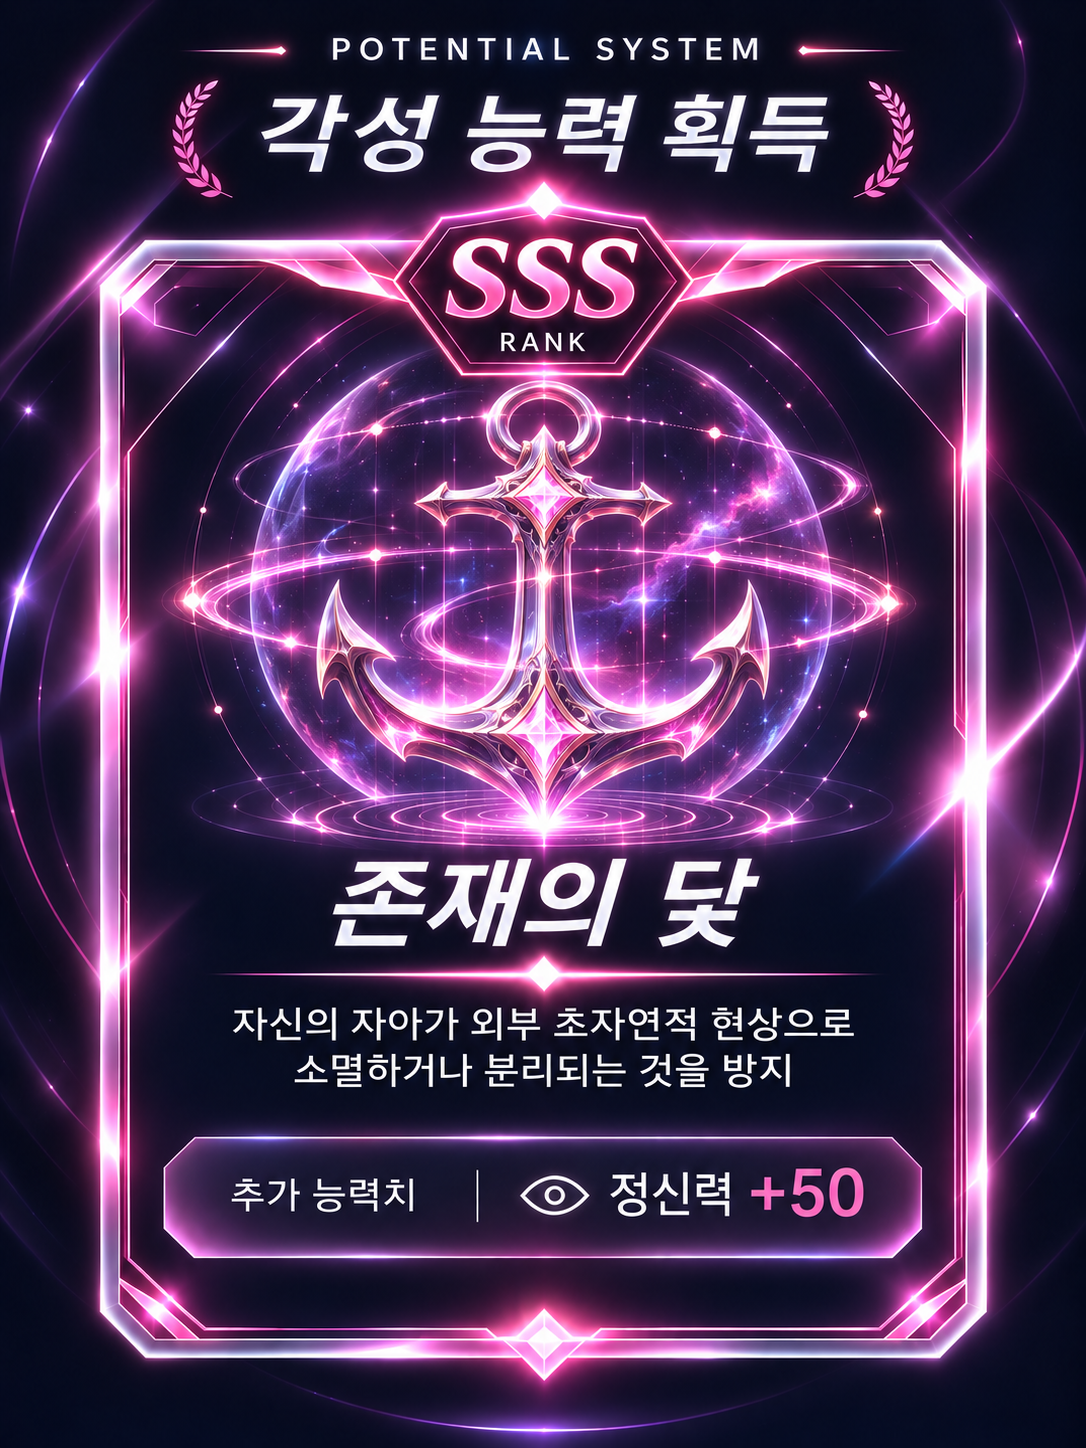 POTENTIAL SYSTEM
각성 능력 획득
SSS
RANK
존재의 닻
자신의 자아가 외부 초자연적 현상으로
소멸하거나 분리되는 것을 방지
추가 능력치 정신력 +50